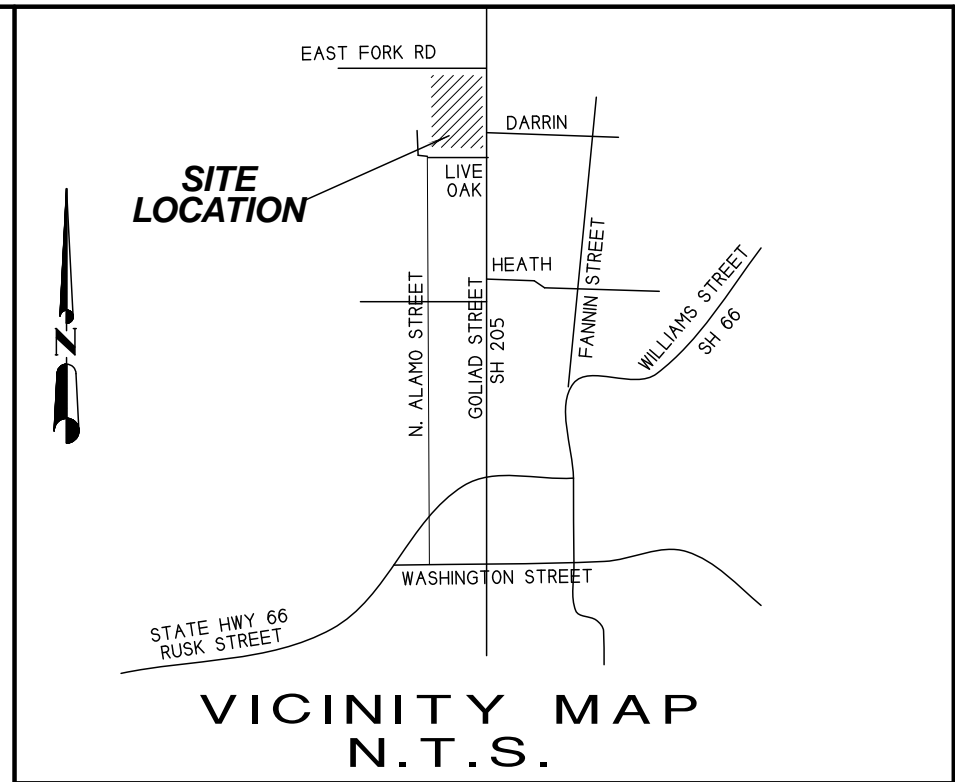 EAST FORK RD
DARRIN
SITE
LOCATION
LIVE
OAK
HEATH
FANNIN STREET
WILLIAMS STREET
SH 66
N. ALAMO STREET
GOLIAD STREET
SH 205
N
WASHINGTON STREET
STATE HWY 66
RUSK STREET
VICINITY MAP
N.T.S.